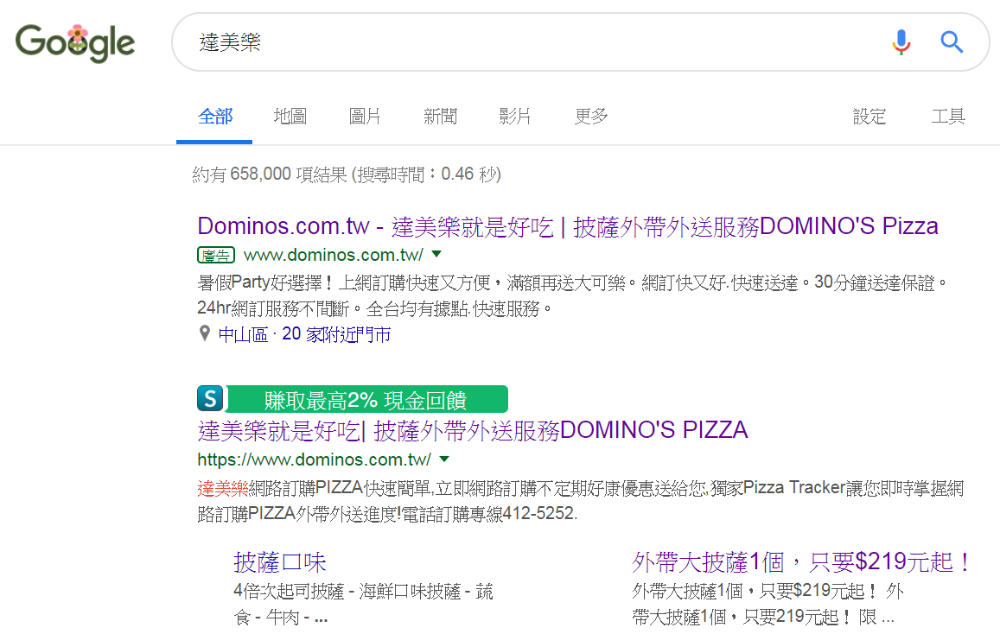 Google
達美樂
全部 地圖 圖片 新聞 影片 更多 設定 工具
約有 658,000 項結果 (搜尋時間：0.46 秒)
Dominos.com.tw - 達美樂就是好吃 | 披薩外帶外送服務DOMINO'S Pizza
廣告 www.dominos.com.tw/
暑假Party好選擇！上網訂購快速又方便，滿額再送大可樂。網訂快又好.快速送達。30分鐘送達保證。
24hr網訂服務不間斷。全台均有據點.快速服務。
中山區 · 20 家附近門市
S 賺取最高2% 現金回饋
達美樂就是好吃| 披薩外帶外送服務DOMINO'S PIZZA
https://www.dominos.com.tw/
達美樂網路訂購PIZZA快速簡單,立即網路訂購不定期好康優惠送給您,獨家Pizza Tracker讓您即時掌握網
路訂購PIZZA外帶外送進度!電話訂購專線412-5252.
披薩口味
4倍次起司披薩 - 海鮮口味披薩 - 蔬
食 - 牛肉 - ...
外帶大披薩1個，只要$219元起！
外帶大披薩1個，只要$219元起！ 外
帶大披薩1個，只要219元起！ 限 ...